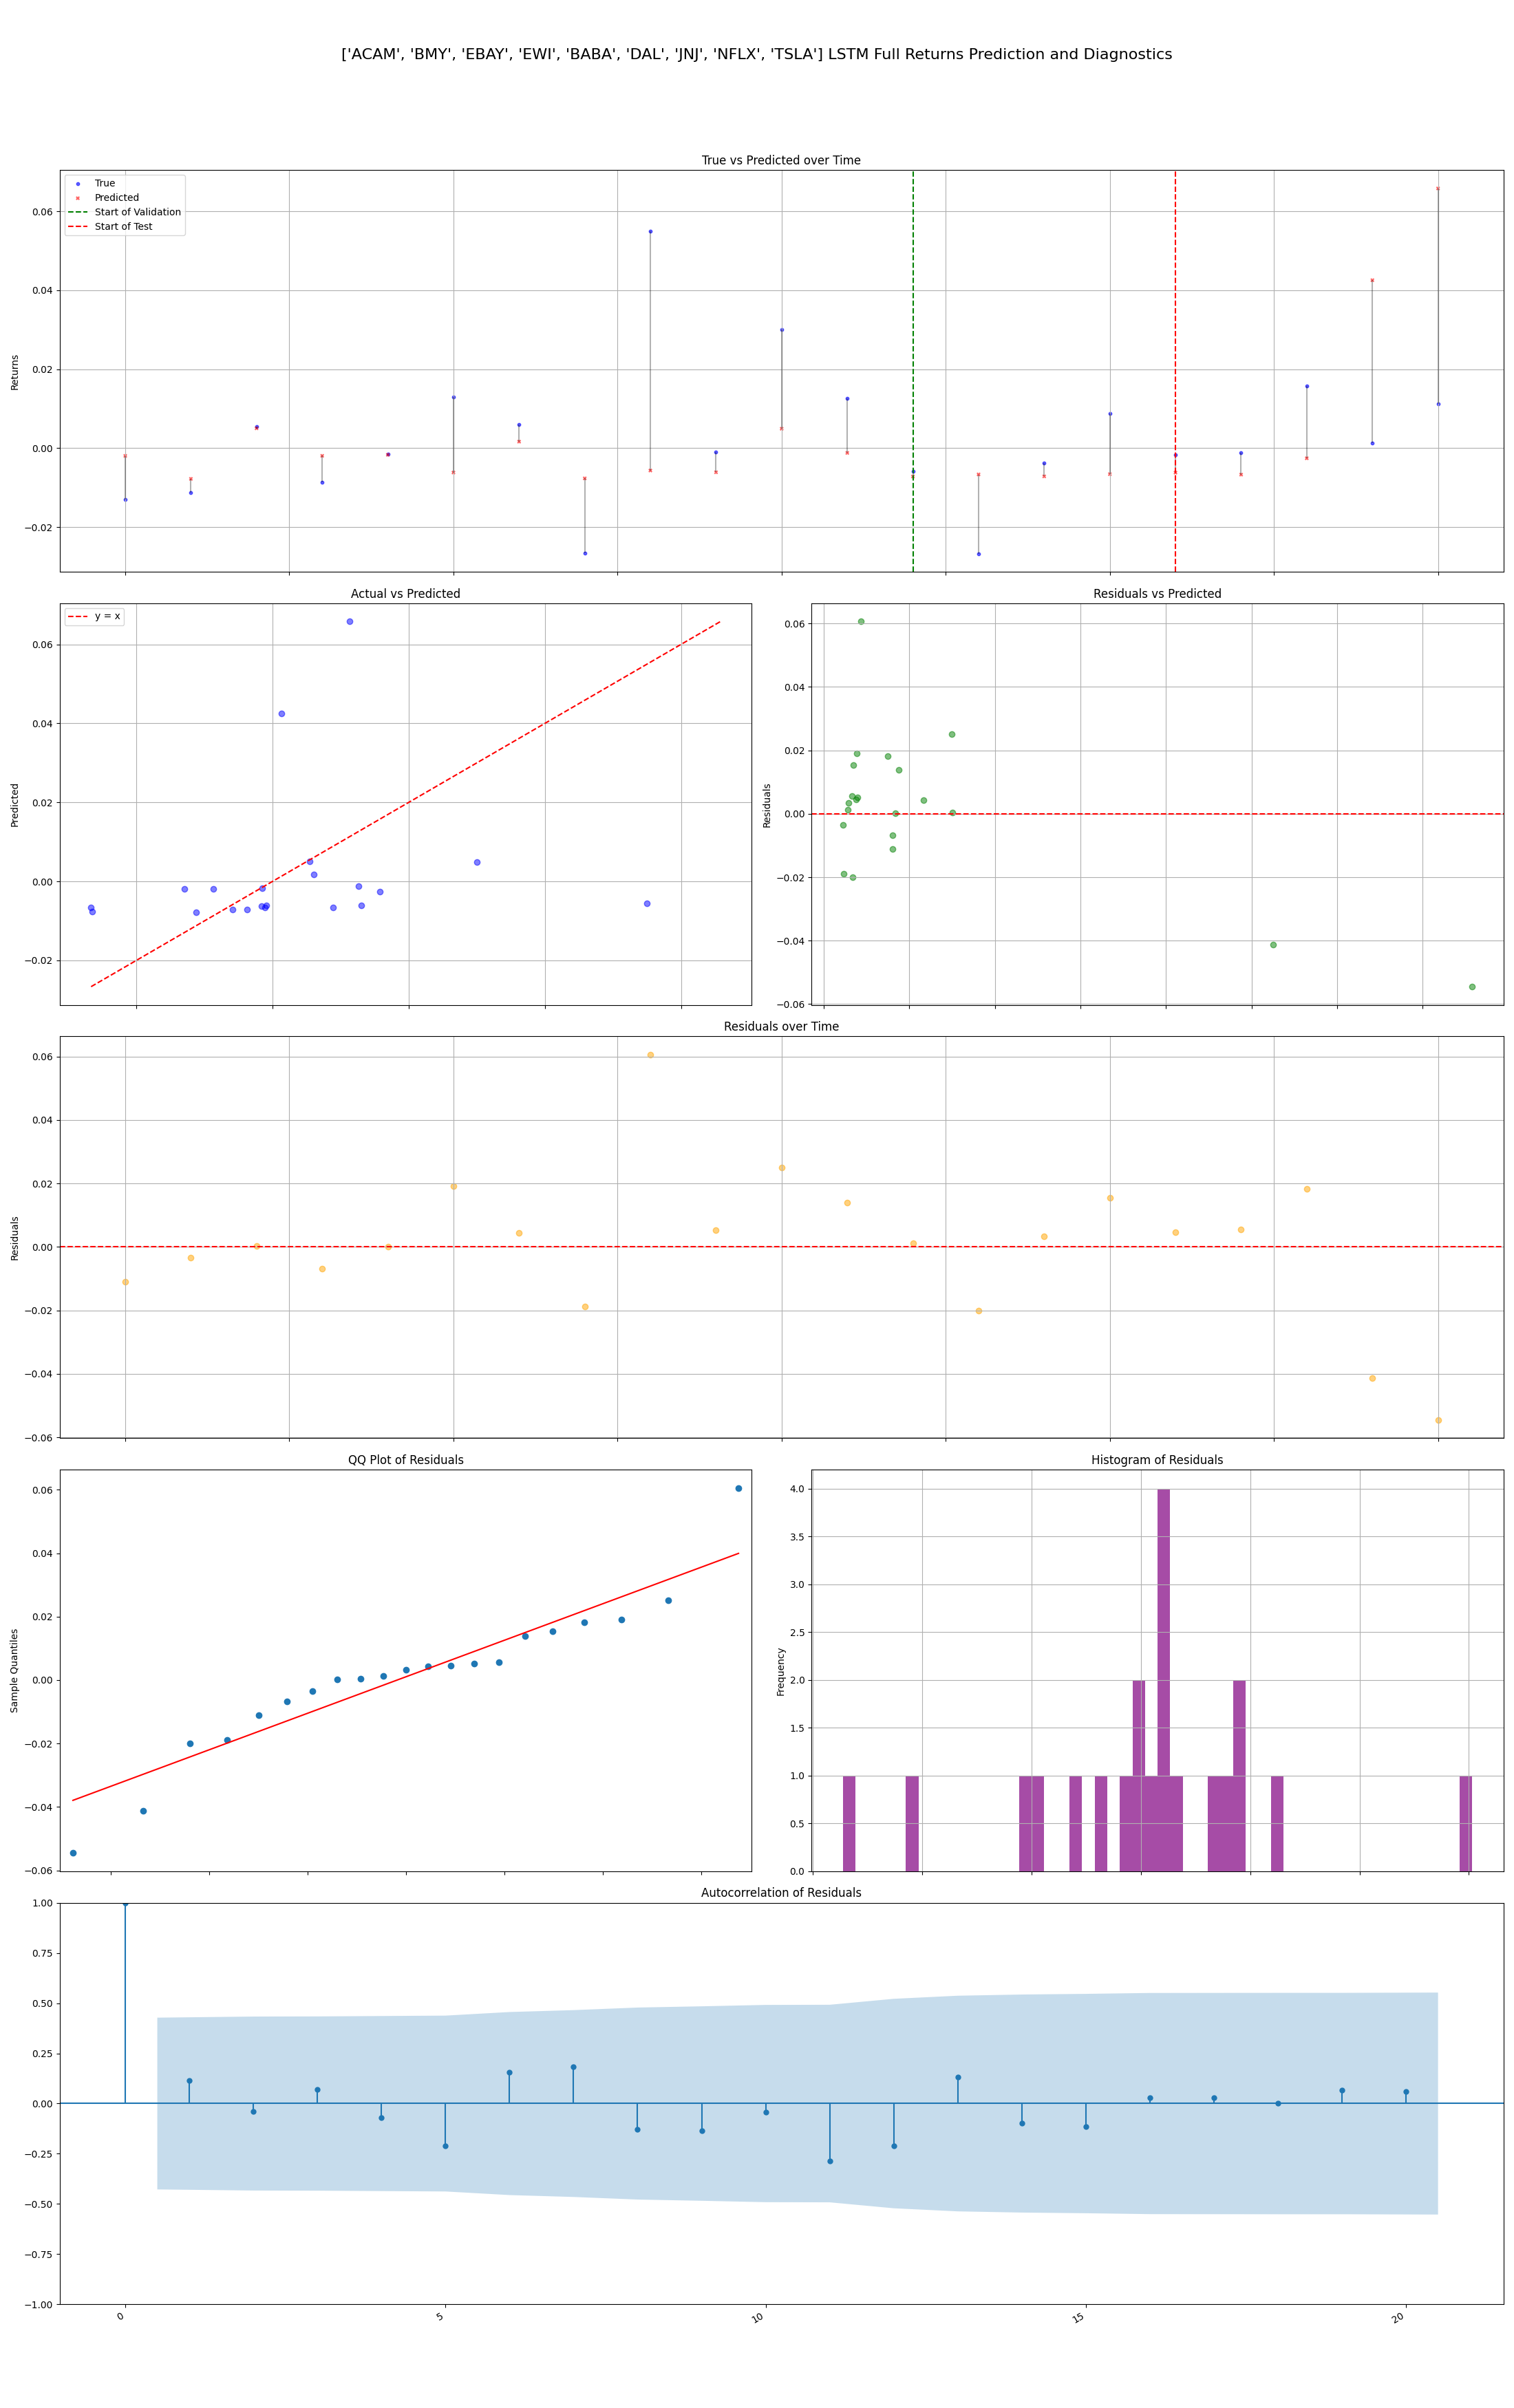 ['ACAM', 'BMY', 'EBAY', 'EWI', 'BABA', 'DAL', 'JNJ', 'NFLX', 'TSLA'] LSTM Full Returns Prediction and Diagnostics
True vs Predicted over Time
True
Predicted
Start of Validation
Start of Test
Returns
0.06
0.04
0.02
0.00
−0.02
Actual vs Predicted
y = x
Predicted
0.06
0.04
0.02
0.00
−0.02
Residuals vs Predicted
Residuals
0.06
0.04
0.02
0.00
−0.02
−0.04
−0.06
Residuals over Time
Residuals
0.06
0.04
0.02
0.00
−0.02
−0.04
−0.06
QQ Plot of Residuals
Sample Quantiles
0.06
0.04
0.02
0.00
−0.02
−0.04
−0.06
Histogram of Residuals
Frequency
4.0
3.5
3.0
2.5
2.0
1.5
1.0
0.5
0.0
Autocorrelation of Residuals
1.00
0.75
0.50
0.25
0.00
−0.25
−0.50
−0.75
−1.00
0
5
10
15
20